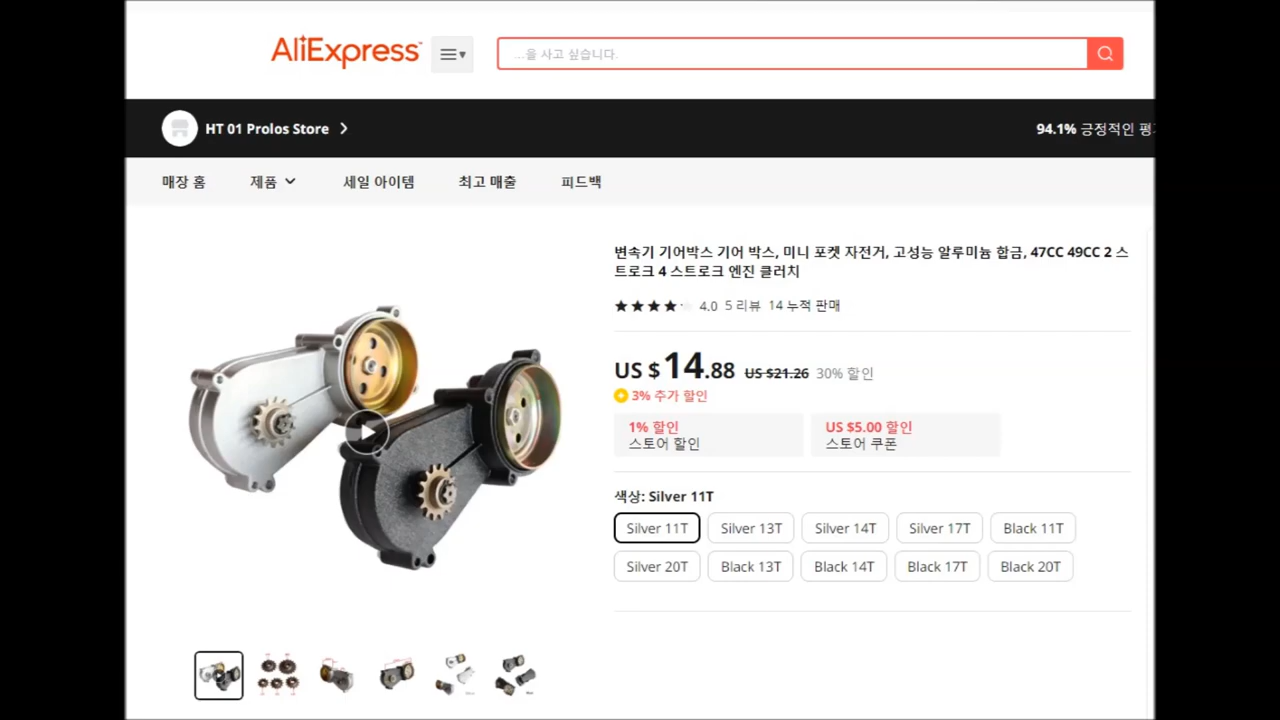 AliExpress
...을 사고 싶습니다.
HT 01 Prolos Store
94.1% 긍정적인 평
매장 홈
제품
세일 아이템
최고 매출
피드백
변속기 기어박스 기어 박스, 미니 포켓 자전거, 고성능 알루미늄 합금, 47CC 49CC 2 스
트로크 4 스트로크 엔진 클러치
4.0 5 리뷰 14 누적 판매
US $14.88 US $21.26 30% 할인
3% 추가 할인
1% 할인
스토어 할인
US $5.00 할인
스토어 쿠폰
색상: Silver 11T
Silver 11T Silver 13T Silver 14T Silver 17T Black 11T
Silver 20T Black 13T Black 14T Black 17T Black 20T